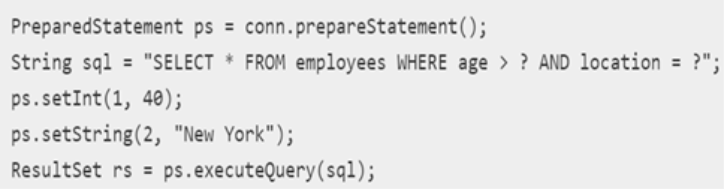 PreparedStatement ps = conn.prepareStatement();
String sql = "SELECT * FROM employees WHERE age > ? AND location = ?";
ps.setInt(1, 40);
ps.setString(2, "New York");
ResultSet rs = ps.executeQuery(sql);